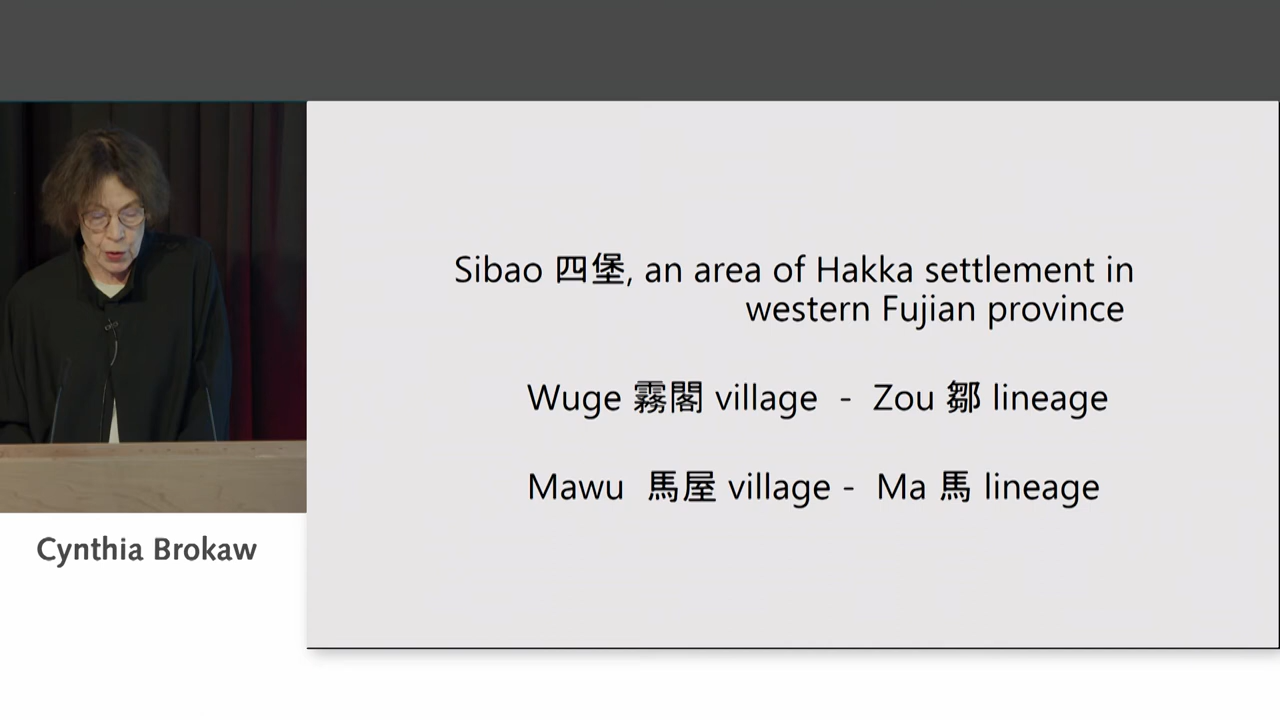 Sibao 四堡, an area of Hakka settlement in
western Fujian province
Wuge 霧閣 village - Zou 鄒 lineage
Mawu 馬屋 village - Ma 馬 lineage
Cynthia Brokaw